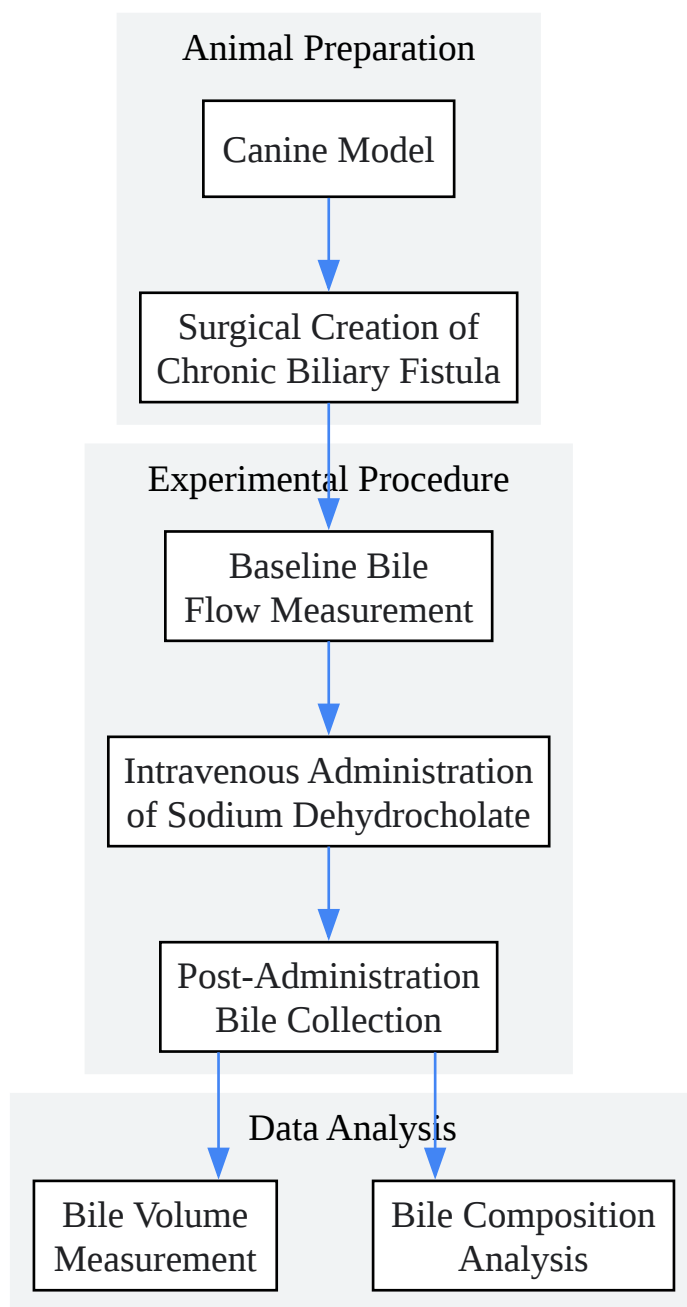 Animal Preparation
Canine Model
Surgical Creation of
Chronic Biliary Fistula
Experimental Procedure
Baseline Bile
Flow Measurement
Intravenous Administration
of Sodium Dehydrocholate
Post-Administration
Bile Collection
Data Analysis
Bile Volume
Measurement
Bile Composition
Analysis